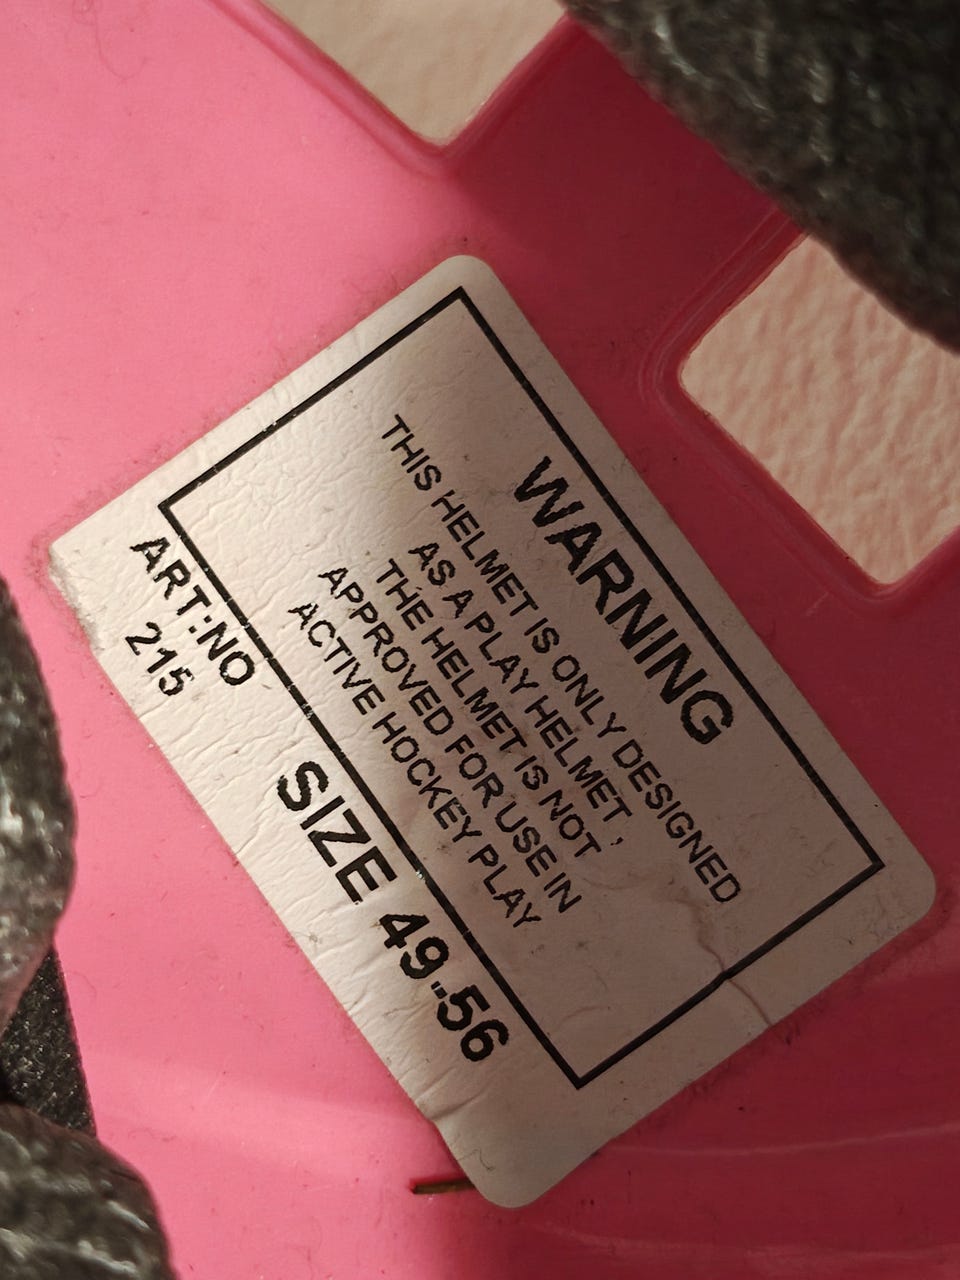 WARNING
THIS HELMET IS ONLY DESIGNED
AS A PLAY HELMET,
THE HELMET IS NOT
APPROVED FOR USE IN
ACTIVE HOCKEY PLAY
ART:NO
215
SIZE 49-56